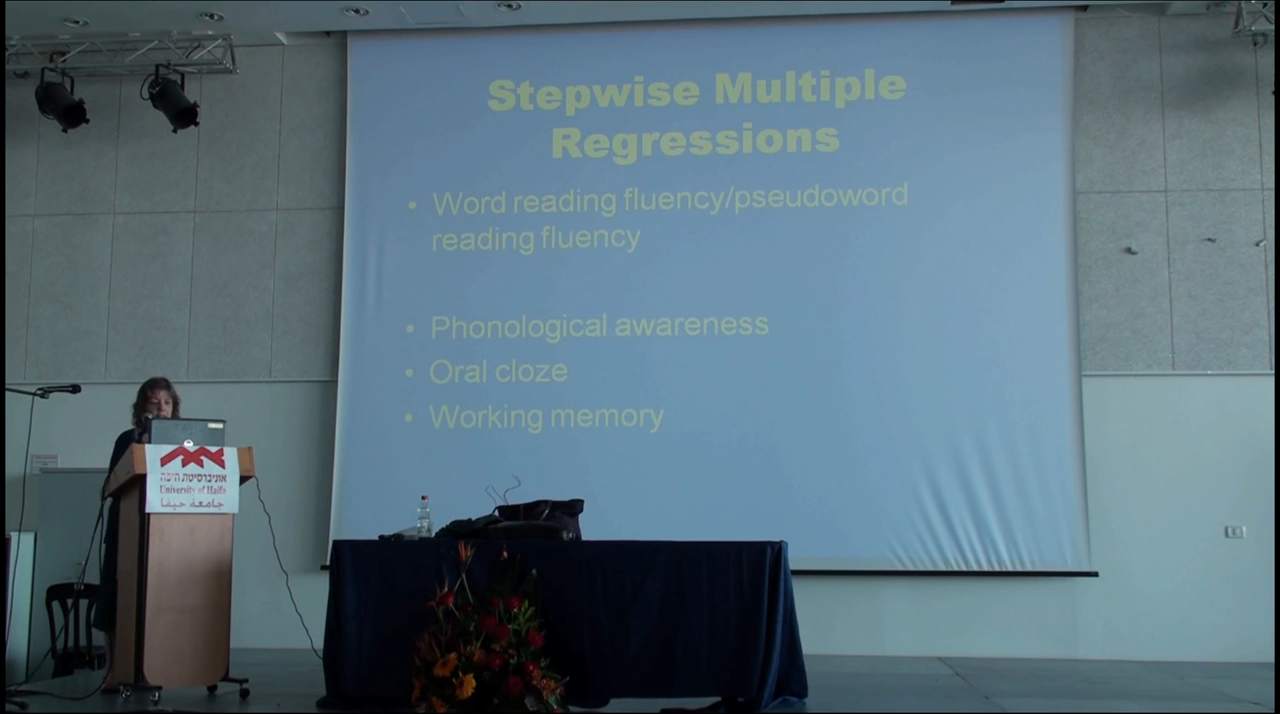 Stepwise Multiple
Regressions
• Word reading fluency/pseudoword
reading fluency
• Phonological awareness
• Oral cloze
• Working memory
אוניברסיטת חיפה
University of Haifa
جامعة حيفا